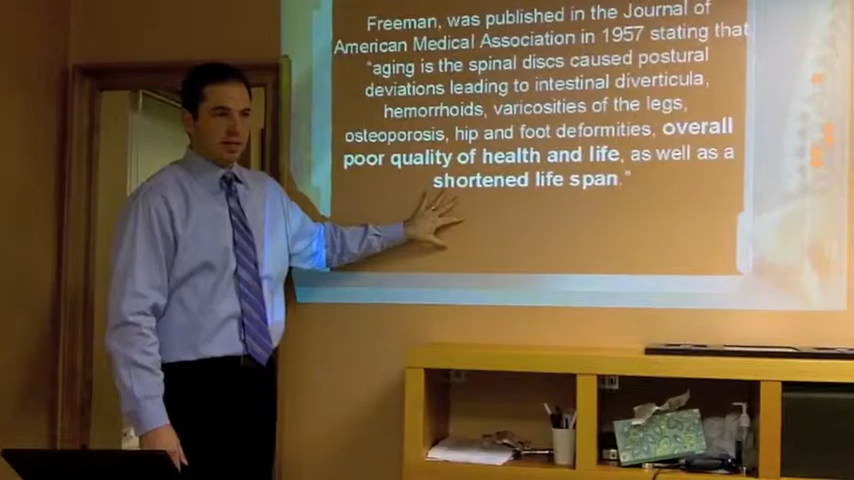 Freeman, was published in the Journal of
American Medical Association in 1957 stating that
"aging is the spinal discs caused postural
deviations leading to intestinal diverticula,
hemorrhoids, varicosities of the legs,
osteoporosis, hip and foot deformities, overall
poor quality of health and life, as well as a
shortened life span."